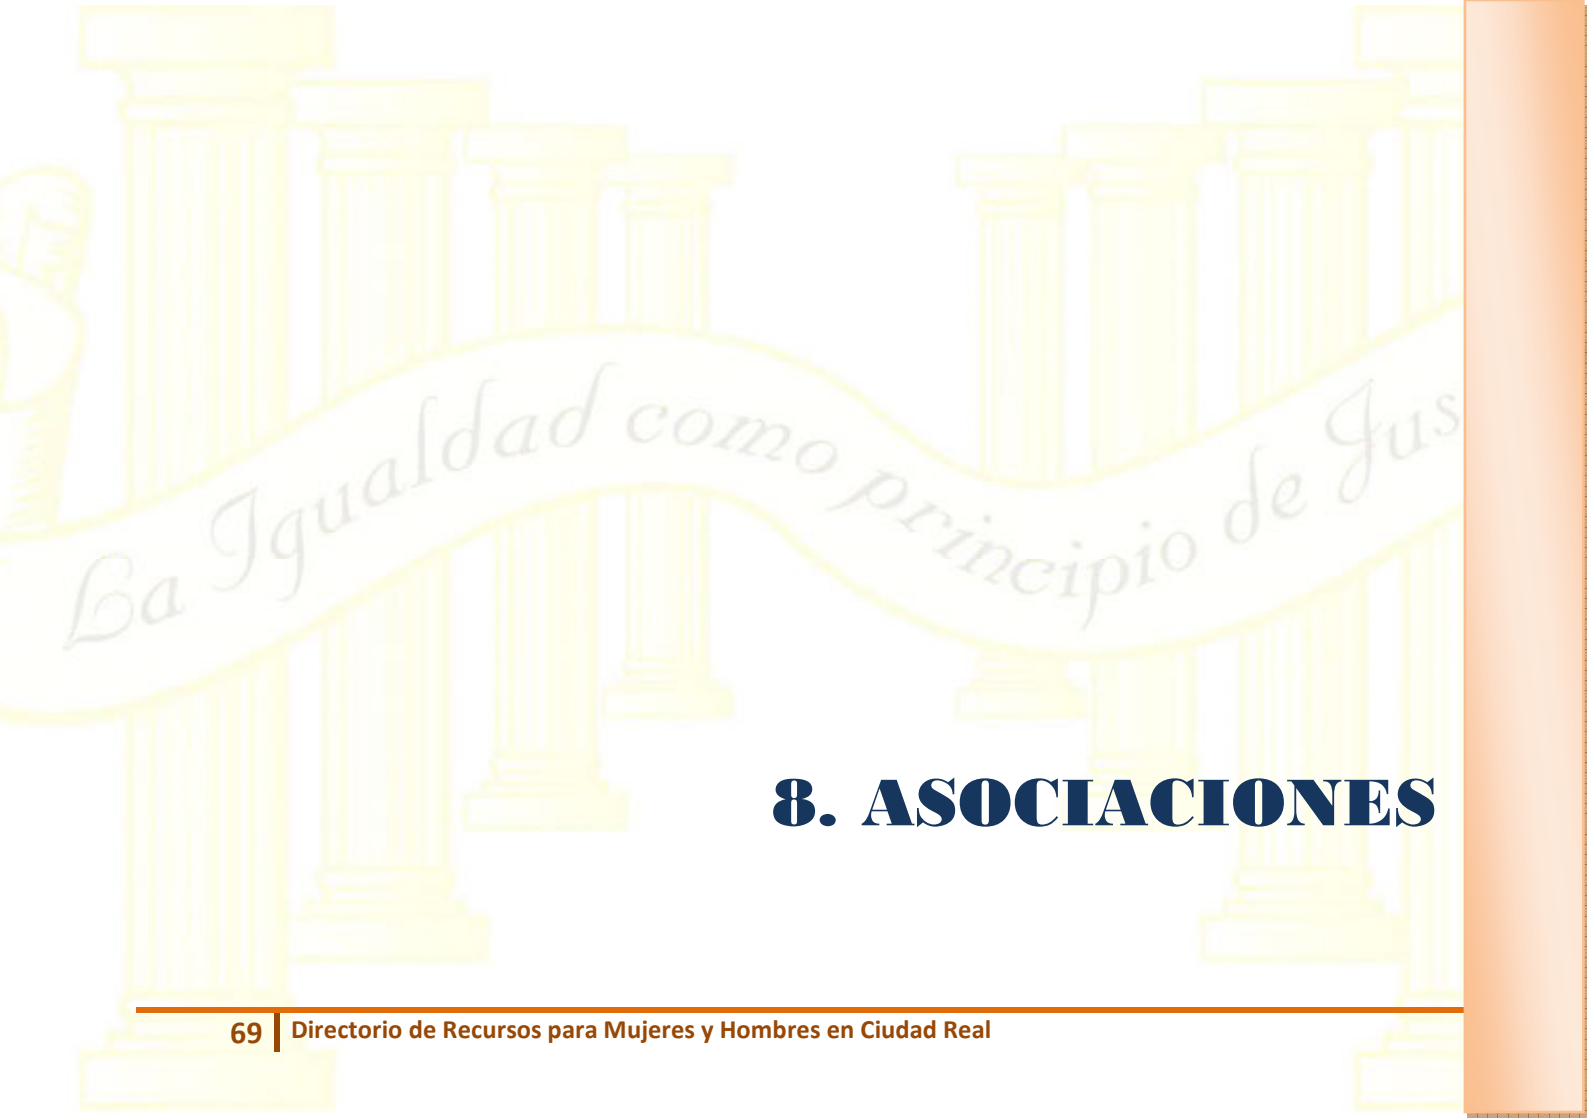 La Igualdad como principio de Jus
8. ASOCIACIONES
69 Directorio de Recursos para Mujeres y Hombres en Ciudad Real